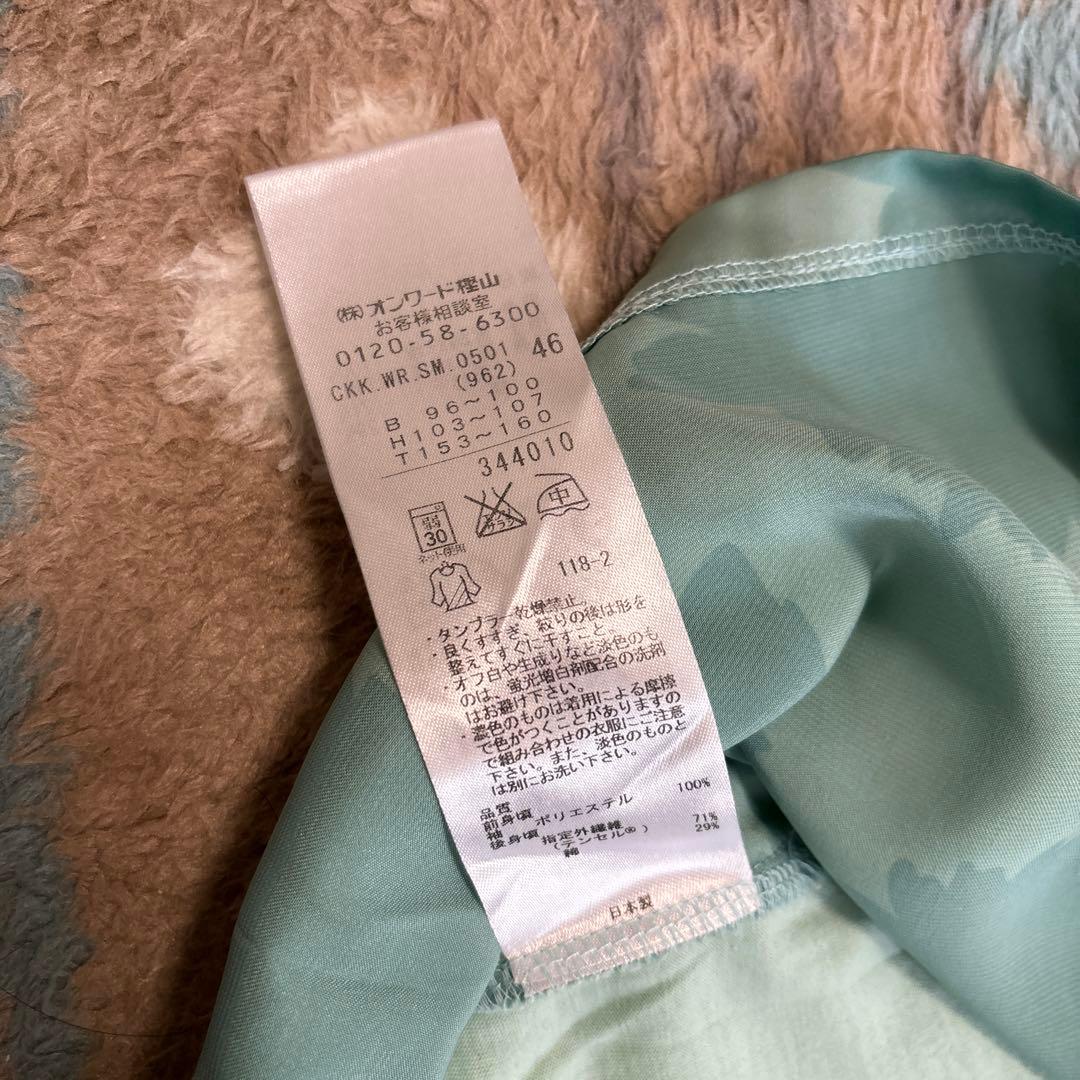 (株)オンワード樫山
お客様相談室
0120-58-6300
CKK.WR.SM.0501 46
(962)
B 96〜100
H 103〜107
T 153〜160
344010
弱
30
ネット使用
エンソ
サラシ
中
118-2
・タンブラー乾燥禁止。
・良くすすぎ、絞りの後は形を
整えてすぐに干すこと。
・オフ白や生成りなど淡色のも
のは、蛍光増白剤配合の洗剤
はお避け下さい。
・濃色のものは着用による摩擦
で色がつくことがありますの
で組み合わせの衣服にご注意
下さい。また、淡色のものと
は別にお洗い下さい。
品質
前身頃
袖 ポリエステル 100%
後身頃 指定外繊維 71%
(テンセル®)
綿 29%
日本製